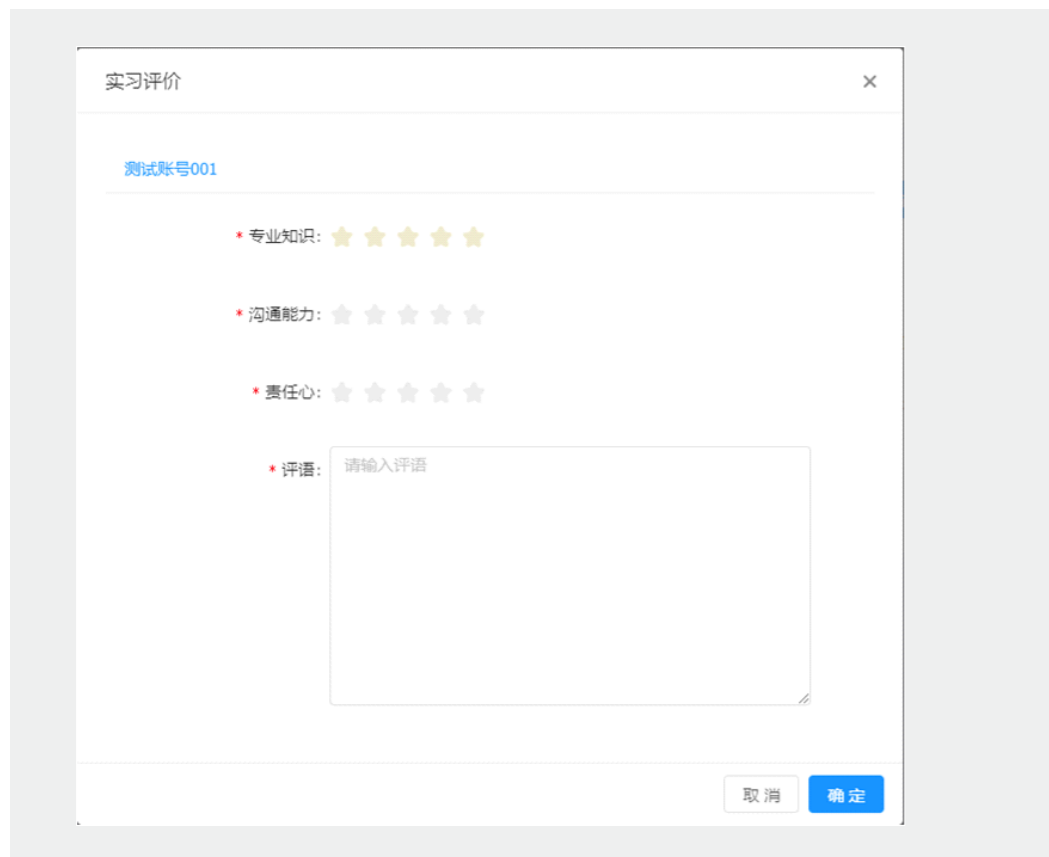 实习评价
测试账号001
* 专业知识:
* 沟通能力:
* 责任心:
* 评语: 请输入评语
取 消 确 定